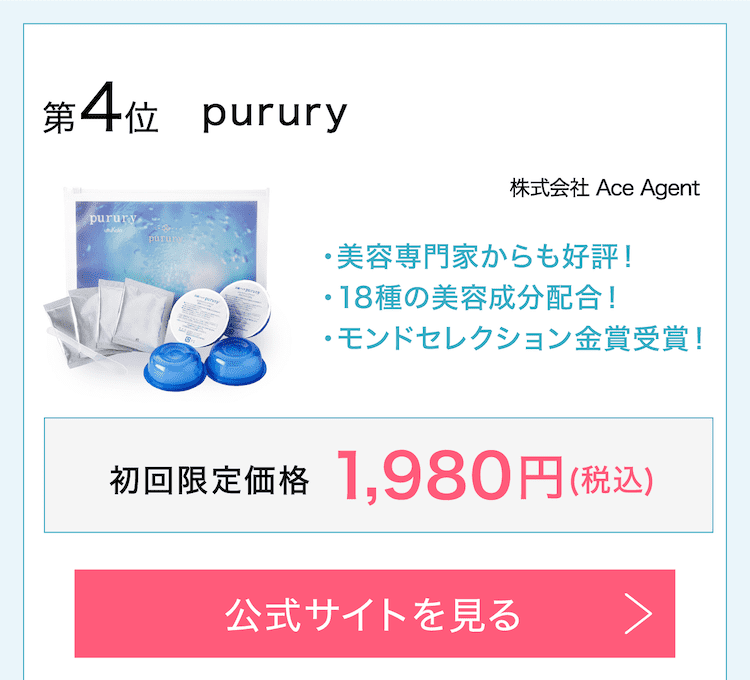 第4位 purury
株式会社 Ace Agent
purury
purury
・美容専門家からも好評！
・18種の美容成分配合！
・モンドセレクション金賞受賞！
初回限定価格 1,980円(税込)
公式サイトを見る